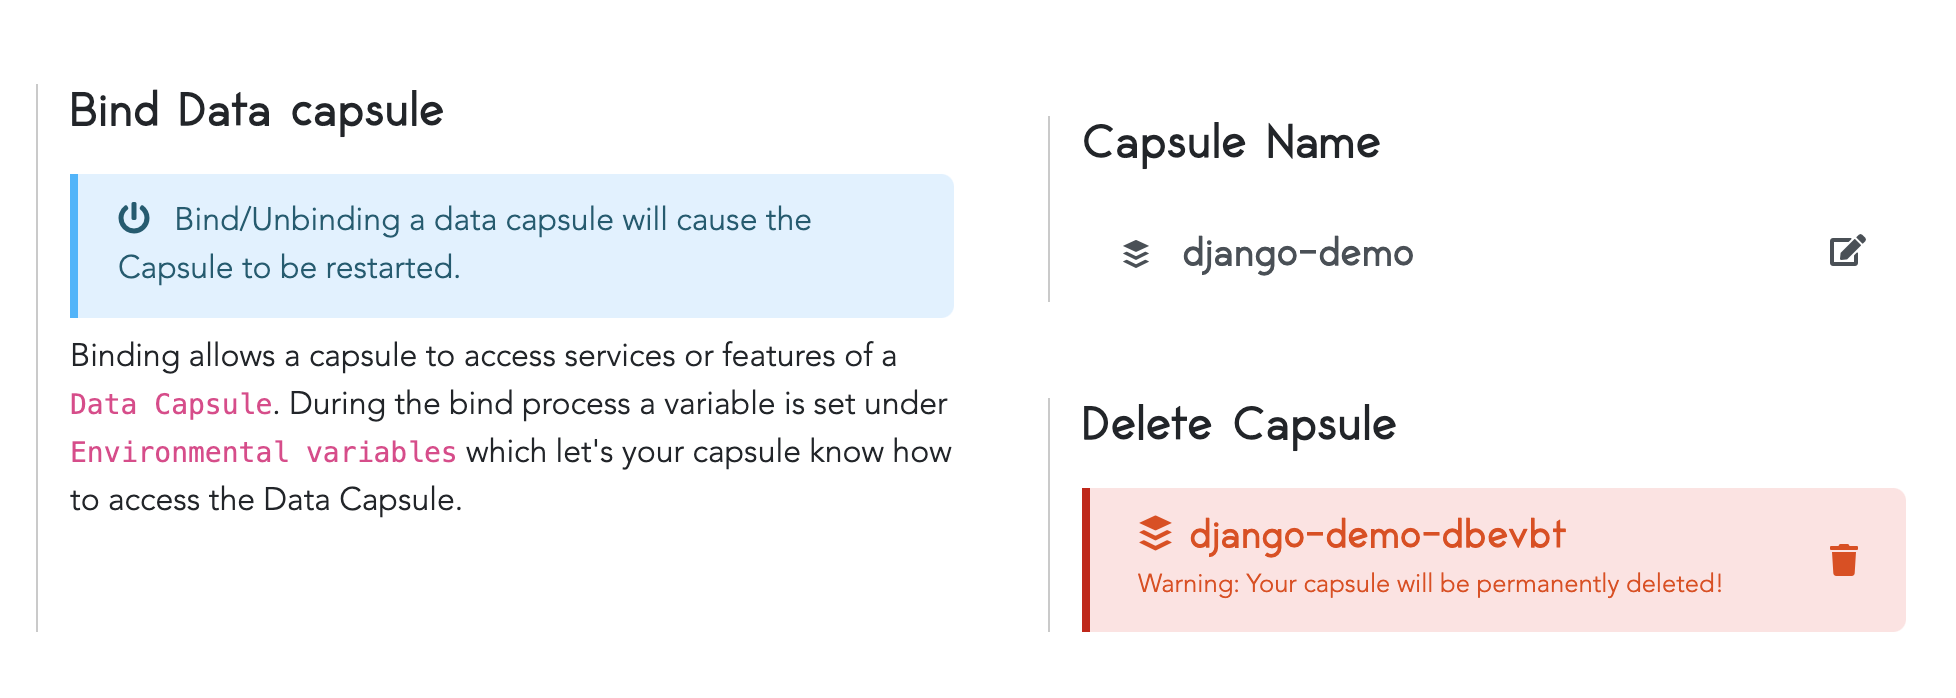 Bind Data capsule
Bind/Unbinding a data capsule will cause the
Capsule to be restarted.
Binding allows a capsule to access services or features of a
Data Capsule. During the bind process a variable is set under
Environmental variables which let's your capsule know how
to access the Data Capsule.
Capsule Name
django-demo
Delete Capsule
django-demo-dbevbt
Warning: Your capsule will be permanently deleted!